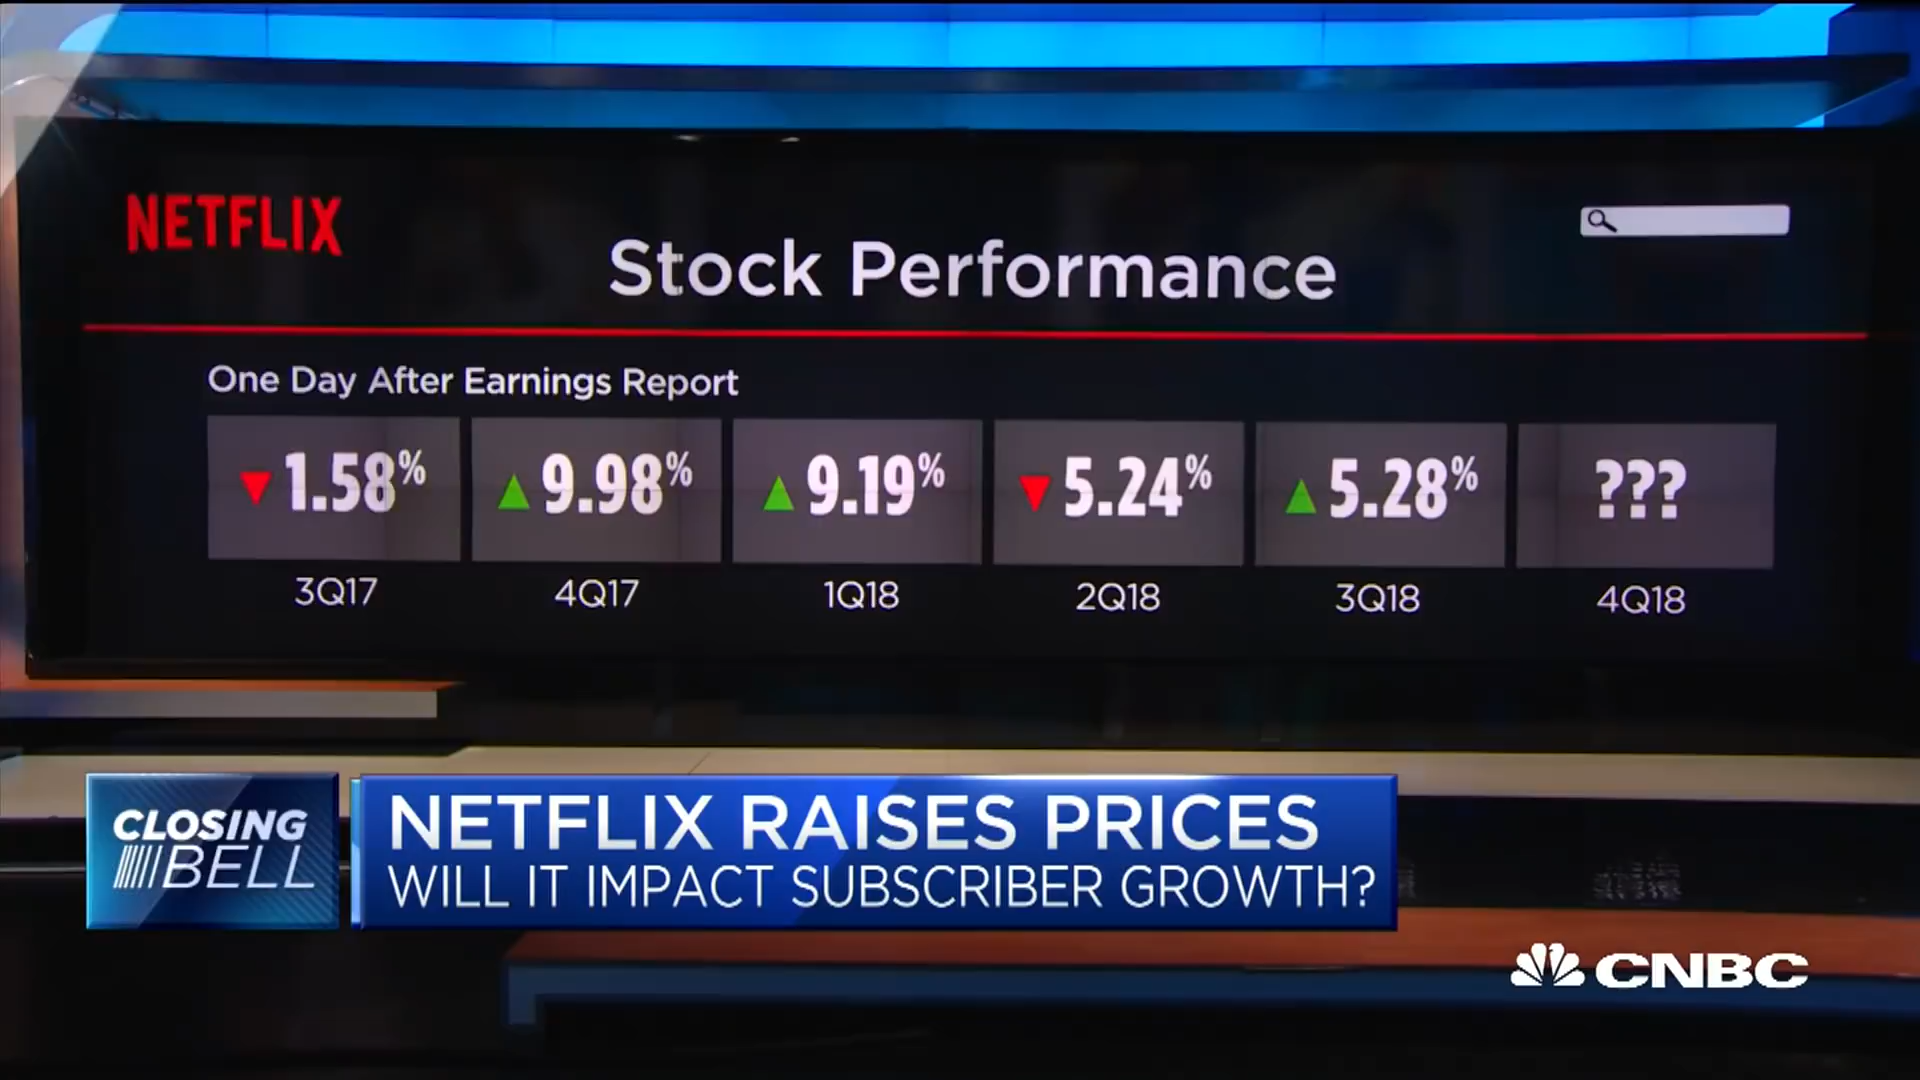 NETFLIX
Stock Performance
One Day After Earnings Report
▼1.58% ▲9.98% ▲9.19% ▼5.24% ▲5.28% ???
3Q17 4Q17 1Q18 2Q18 3Q18 4Q18
CLOSING
BELL
NETFLIX RAISES PRICES
WILL IT IMPACT SUBSCRIBER GROWTH?
CNBC